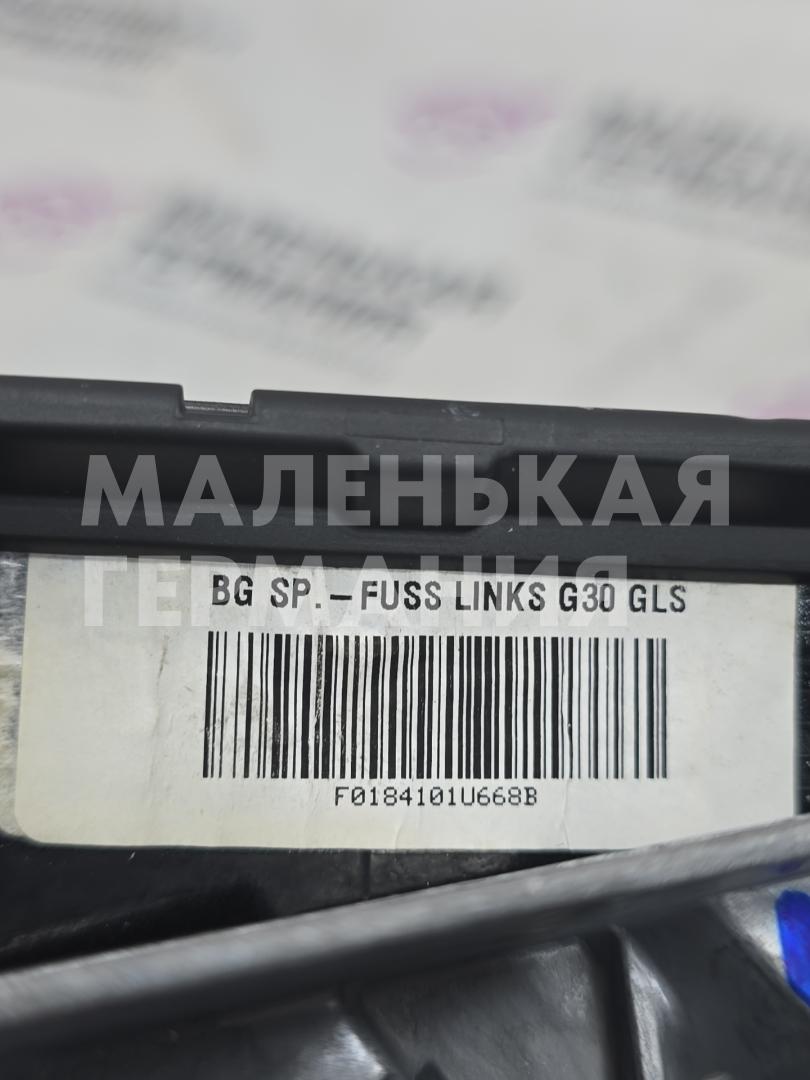 МАЛЕНЬКАЯ
ГЕРМАНИЯ
BG SP.-FUSS LINKS G30 GLS
F0184101U668B